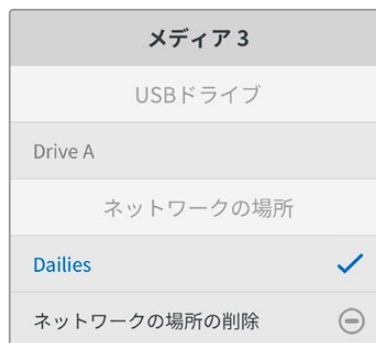 メディア 3
USBドライブ
Drive A
ネットワークの場所
Dailies
ネットワークの場所の削除